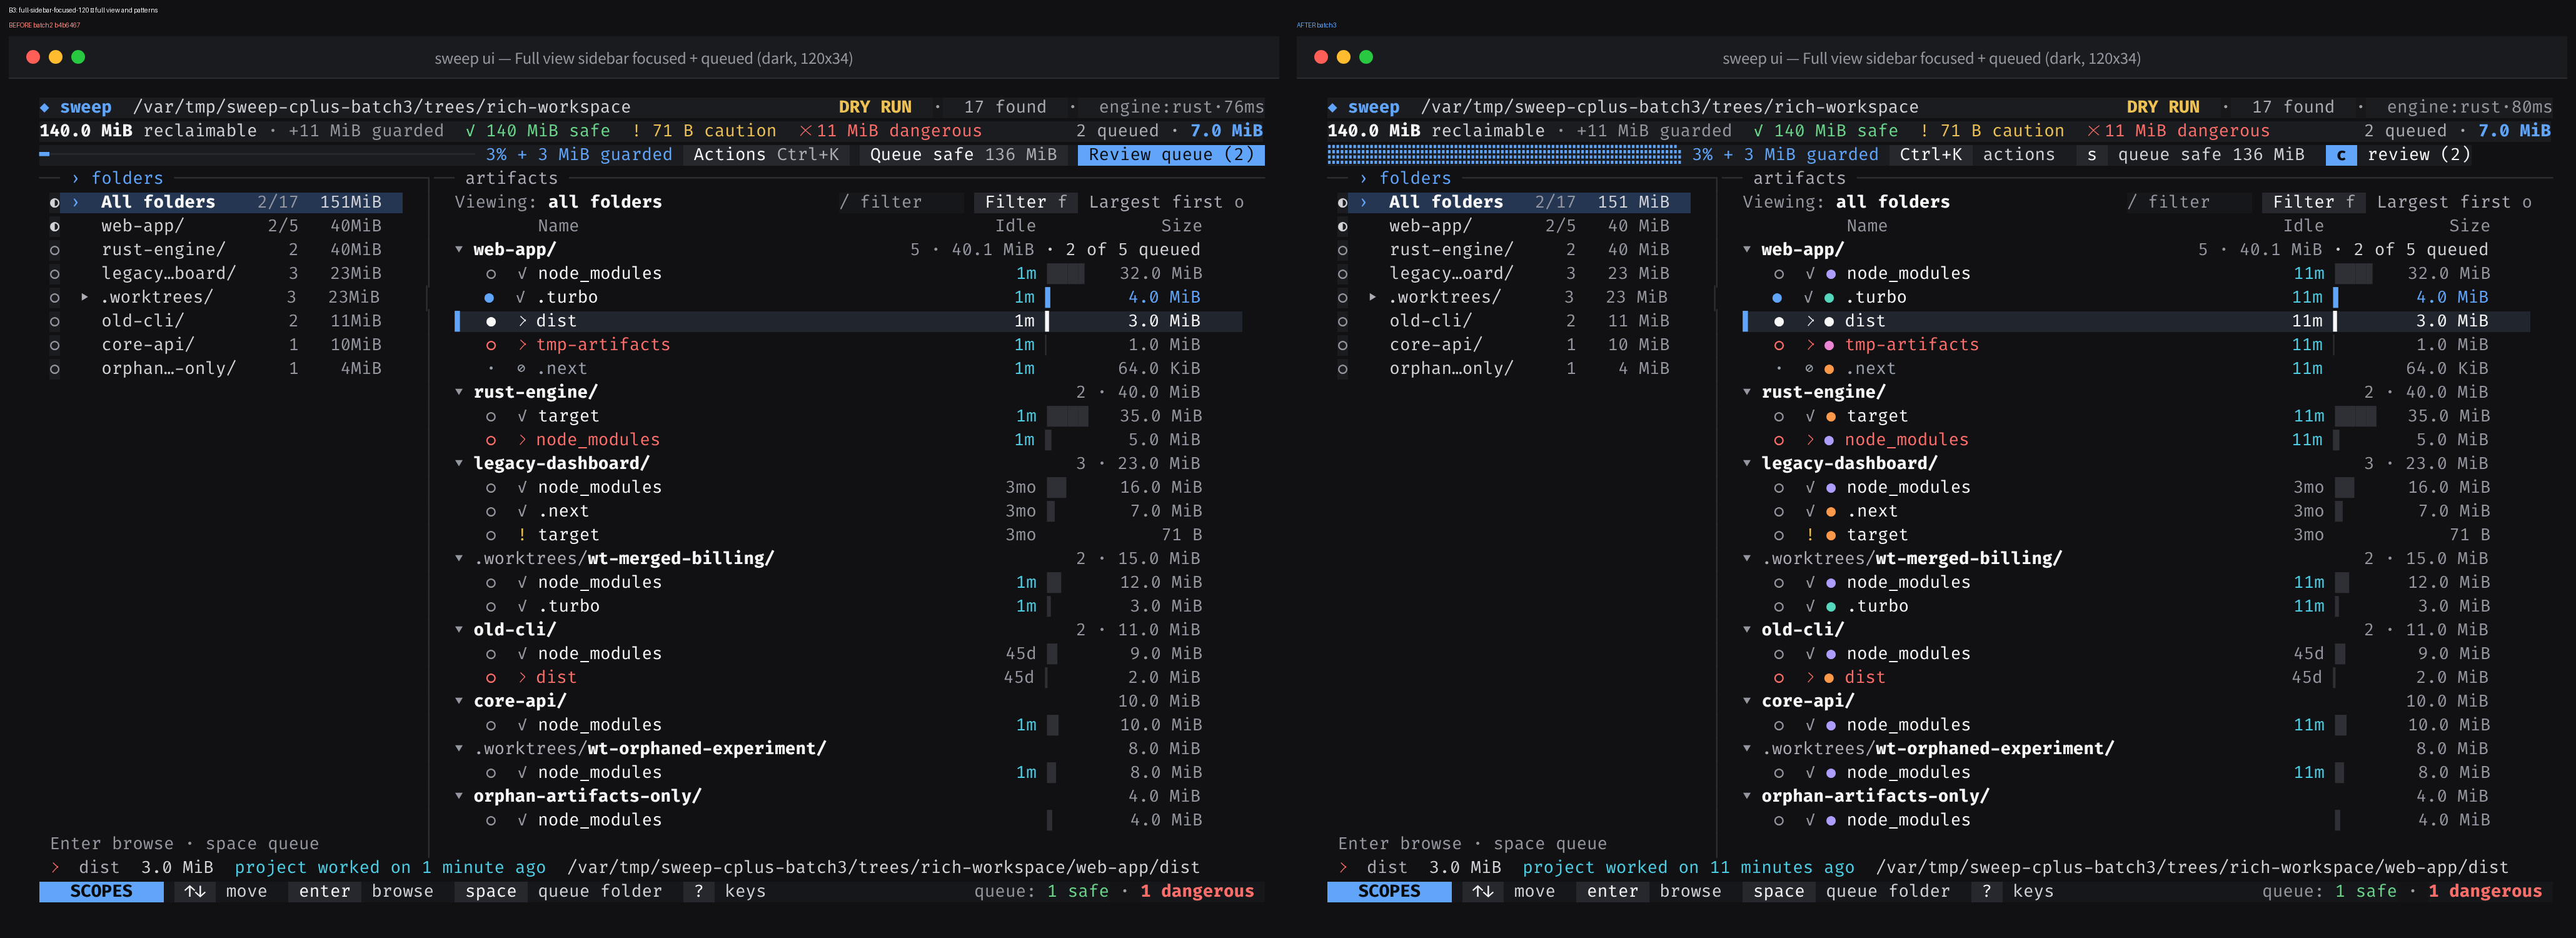 B3: full-sidebar-focused-120 full view and patterns
BEFORE batch2 b4b6467
sweep ui — Full view sidebar focused + queued (dark, 120x34)
◆ sweep /var/tmp/sweep-cplus-batch3/trees/rich-workspace DRY RUN · 17 found · engine:rust·76ms
140.0 MiB reclaimable · +11 MiB guarded √ 140 MiB safe ! 71 B caution ×11 MiB dangerous 2 queued · 7.0 MiB
3% + 3 MiB guarded Actions Ctrl+K Queue safe 136 MiB Review queue (2)
› folders
◐ › All folders 2/17 151MiB
◐ web-app/ 2/5 40MiB
○ rust-engine/ 2 40MiB
○ legacy…board/ 3 23MiB
○ ▸ .worktrees/ 3 23MiB
○ old-cli/ 2 11MiB
○ core-api/ 1 10MiB
○ orphan…-only/ 1 4MiB
Enter browse · space queue
artifacts
Viewing: all folders / filter Filter f Largest first o
Name Idle Size
▾ web-app/ 5 · 40.1 MiB · 2 of 5 queued
○ √ node_modules 1m 32.0 MiB
● √ .turbo 1m 4.0 MiB
● › dist 1m 3.0 MiB
○ › tmp-artifacts 1m 1.0 MiB
· ⊘ .next 1m 64.0 KiB
▾ rust-engine/ 2 · 40.0 MiB
○ √ target 1m 35.0 MiB
○ › node_modules 1m 5.0 MiB
▾ legacy-dashboard/ 3 · 23.0 MiB
○ √ node_modules 3mo 16.0 MiB
○ √ .next 3mo 7.0 MiB
○ ! target 3mo 71 B
▾ .worktrees/wt-merged-billing/ 2 · 15.0 MiB
○ √ node_modules 1m 12.0 MiB
○ √ .turbo 1m 3.0 MiB
▾ old-cli/ 2 · 11.0 MiB
○ √ node_modules 45d 9.0 MiB
○ › dist 45d 2.0 MiB
▾ core-api/ 10.0 MiB
○ √ node_modules 1m 10.0 MiB
▾ .worktrees/wt-orphaned-experiment/ 8.0 MiB
○ √ node_modules 1m 8.0 MiB
▾ orphan-artifacts-only/ 4.0 MiB
○ √ node_modules 4.0 MiB
› dist 3.0 MiB project worked on 1 minute ago /var/tmp/sweep-cplus-batch3/trees/rich-workspace/web-app/dist
SCOPES ↑↓ move enter browse space queue folder ? keys queue: 1 safe · 1 dangerous
AFTER batch3
sweep ui — Full view sidebar focused + queued (dark, 120x34)
◆ sweep /var/tmp/sweep-cplus-batch3/trees/rich-workspace DRY RUN · 17 found · engine:rust·80ms
140.0 MiB reclaimable · +11 MiB guarded √ 140 MiB safe ! 71 B caution ×11 MiB dangerous 2 queued · 7.0 MiB
3% + 3 MiB guarded Ctrl+K actions s queue safe 136 MiB c review (2)
› folders
◐ › All folders 2/17 151 MiB
◐ web-app/ 2/5 40 MiB
○ rust-engine/ 2 40 MiB
○ legacy…oard/ 3 23 MiB
○ ▸ .worktrees/ 3 23 MiB
○ old-cli/ 2 11 MiB
○ core-api/ 1 10 MiB
○ orphan…only/ 1 4 MiB
Enter browse · space queue
artifacts
Viewing: all folders / filter Filter f Largest first o
Name Idle Size
▾ web-app/ 5 · 40.1 MiB · 2 of 5 queued
○ √ ● node_modules 11m 32.0 MiB
● √ ● .turbo 11m 4.0 MiB
● › ● dist 11m 3.0 MiB
○ › ● tmp-artifacts 11m 1.0 MiB
· ⊘ ● .next 11m 64.0 KiB
▾ rust-engine/ 2 · 40.0 MiB
○ √ ● target 11m 35.0 MiB
○ › ● node_modules 11m 5.0 MiB
▾ legacy-dashboard/ 3 · 23.0 MiB
○ √ ● node_modules 3mo 16.0 MiB
○ √ ● .next 3mo 7.0 MiB
○ ! ● target 3mo 71 B
▾ .worktrees/wt-merged-billing/ 2 · 15.0 MiB
○ √ ● node_modules 11m 12.0 MiB
○ √ ● .turbo 11m 3.0 MiB
▾ old-cli/ 2 · 11.0 MiB
○ √ ● node_modules 45d 9.0 MiB
○ › ● dist 45d 2.0 MiB
▾ core-api/ 10.0 MiB
○ √ ● node_modules 11m 10.0 MiB
▾ .worktrees/wt-orphaned-experiment/ 8.0 MiB
○ √ ● node_modules 11m 8.0 MiB
▾ orphan-artifacts-only/ 4.0 MiB
○ √ ● node_modules 4.0 MiB
› dist 3.0 MiB project worked on 11 minutes ago /var/tmp/sweep-cplus-batch3/trees/rich-workspace/web-app/dist
SCOPES ↑↓ move enter browse space queue folder ? keys queue: 1 safe · 1 dangerous